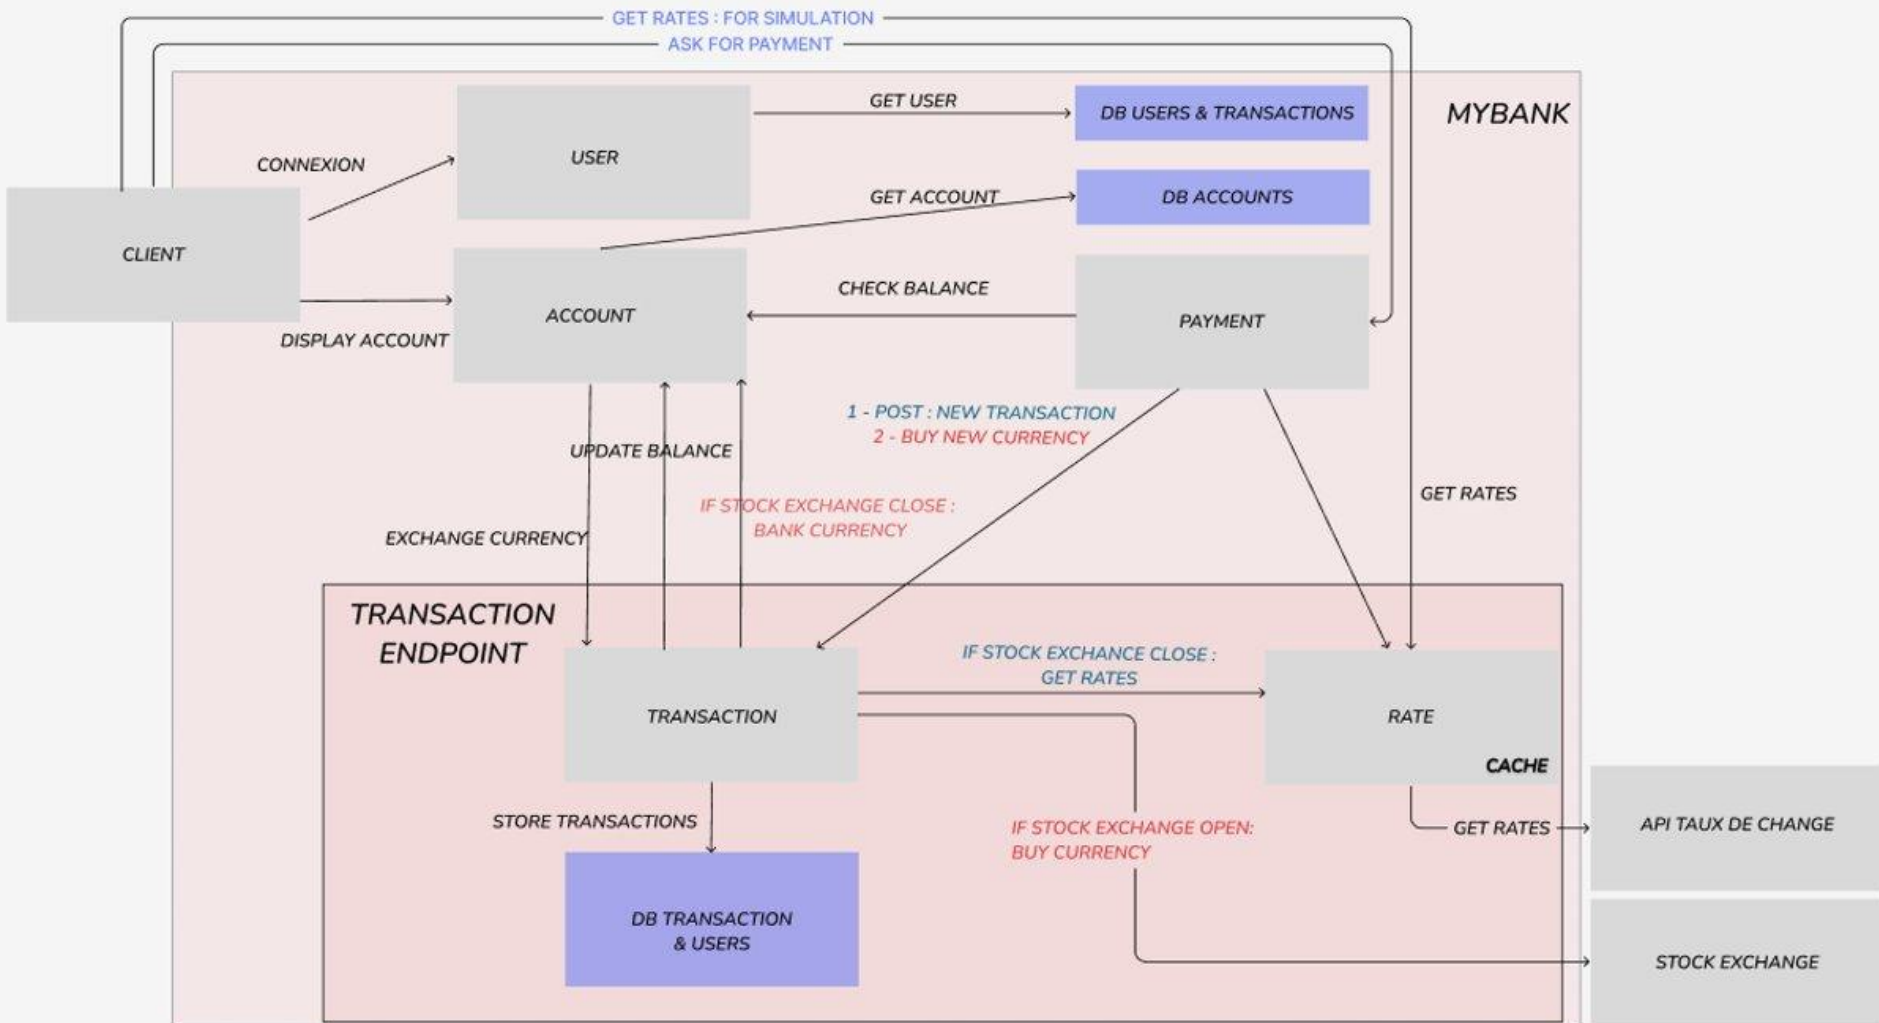 GET RATES : FOR SIMULATION
ASK FOR PAYMENT
MYBANK
GET USER
DB USERS & TRANSACTIONS
USER
CONNEXION
GET ACCOUNT
DB ACCOUNTS
CLIENT
CHECK BALANCE
ACCOUNT
PAYMENT
DISPLAY ACCOUNT
1 - POST : NEW TRANSACTION
2 - BUY NEW CURRENCY
UPDATE BALANCE
GET RATES
IF STOCK EXCHANGE CLOSE :
BANK CURRENCY
EXCHANGE CURRENCY
TRANSACTION
ENDPOINT
IF STOCK EXCHANCE CLOSE :
GET RATES
TRANSACTION
RATE
CACHE
STORE TRANSACTIONS
IF STOCK EXCHANGE OPEN:
BUY CURRENCY
GET RATES
API TAUX DE CHANGE
DB TRANSACTION
& USERS
STOCK EXCHANGE